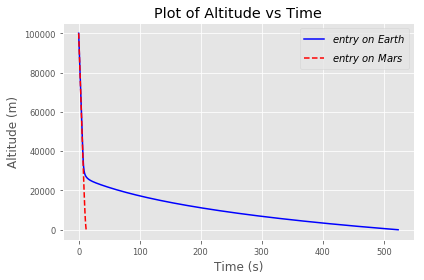 Plot of Altitude vs Time
entry on Earth
entry on Mars
100000
80000
60000
40000
20000
0
Altitude (m)
0 100 200 300 400 500
Time (s)